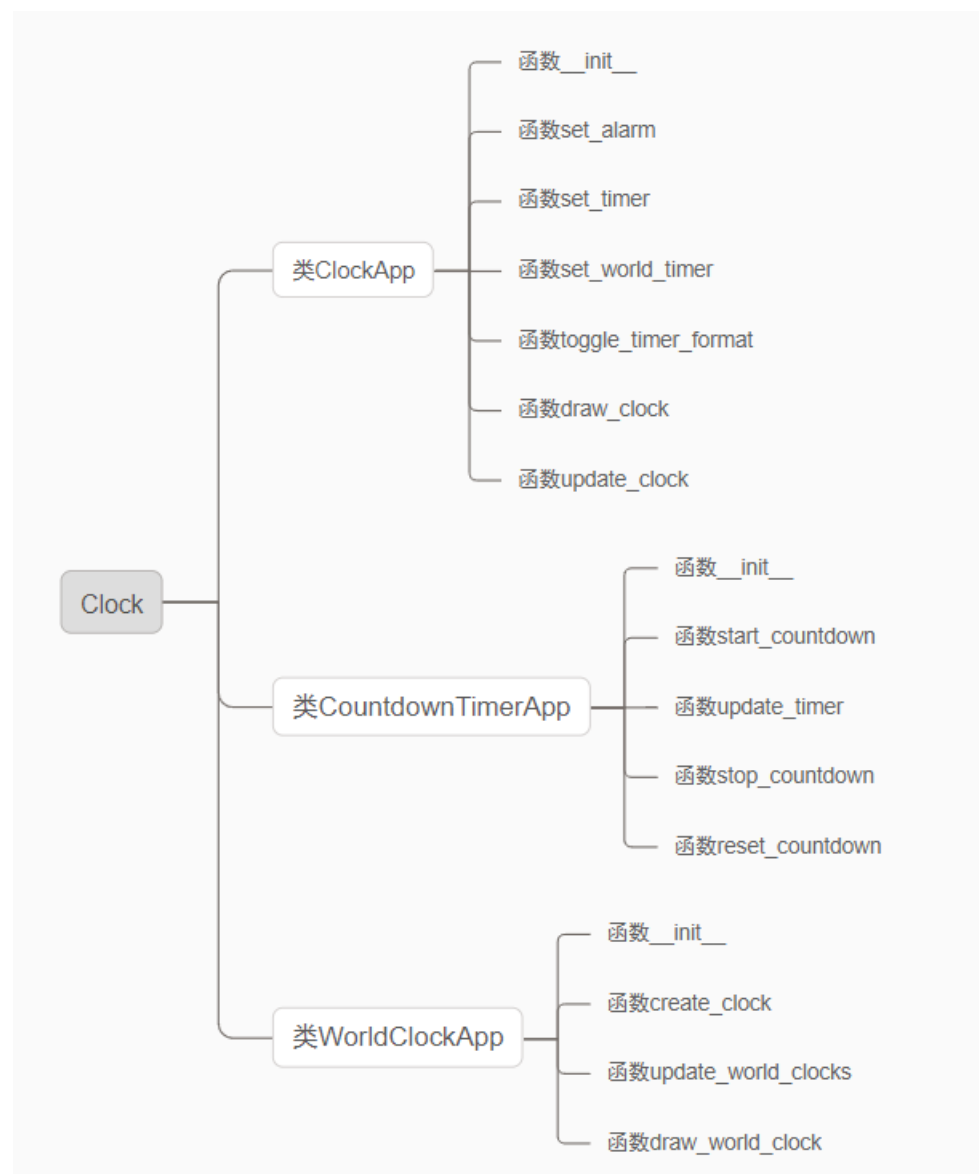 函数__init__
函数set_alarm
函数set_timer
类ClockApp
函数set_world_timer
函数toggle_timer_format
函数draw_clock
函数update_clock
Clock
函数__init__
函数start_countdown
类CountdownTimerApp
函数update_timer
函数stop_countdown
函数reset_countdown
函数__init__
函数create_clock
类WorldClockApp
函数update_world_clocks
函数draw_world_clock